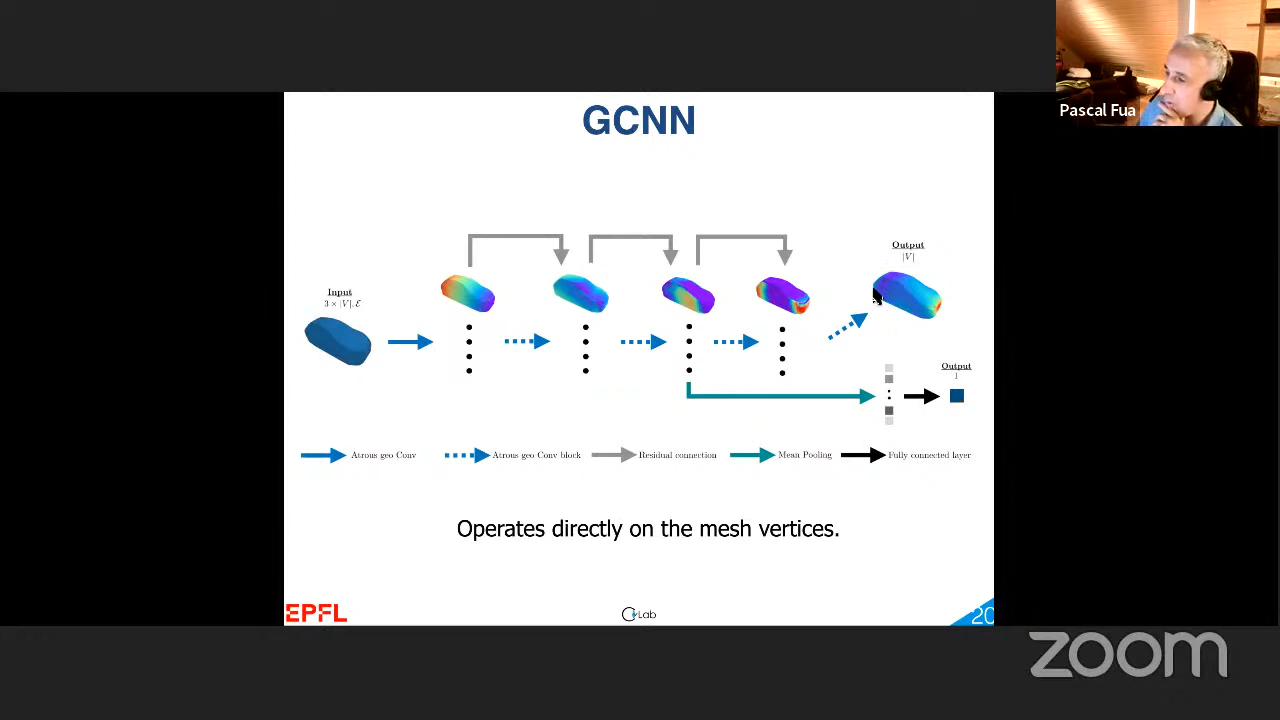 Pascal Fua
GCNN
Output
|V|
Input
3 × |V|, ℰ
Output
1
Atrous geo Conv
Atrous geo Conv block
Residual connection
Mean Pooling
Fully connected layer
Operates directly on the mesh vertices.
EPFL
CVLab
20
zoom